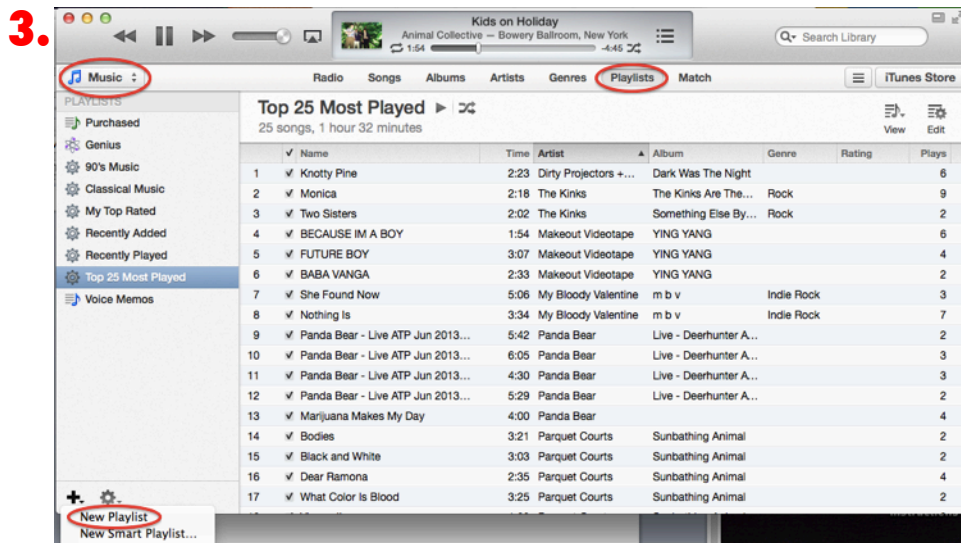 3.
Kids on Holiday
Animal Collective — Bowery Ballroom, New York
1:54 -4:45
Search Library
Music
Radio Songs Albums Artists Genres Playlists Match
iTunes Store
PLAYLISTS
Purchased
Genius
90's Music
Classical Music
My Top Rated
Recently Added
Recently Played
Top 25 Most Played
Voice Memos
New Playlist
New Smart Playlist...
Top 25 Most Played
25 songs, 1 hour 32 minutes
View Edit
Name Time Artist Album Genre Rating Plays
1 Knotty Pine 2:23 Dirty Projectors +... Dark Was The Night 6
2 Monica 2:18 The Kinks The Kinks Are The... Rock 9
3 Two Sisters 2:02 The Kinks Something Else By... Rock 2
4 BECAUSE IM A BOY 1:54 Makeout Videotape YING YANG 6
5 FUTURE BOY 3:07 Makeout Videotape YING YANG 4
6 BABA VANGA 2:33 Makeout Videotape YING YANG 2
7 She Found Now 5:06 My Bloody Valentine m b v Indie Rock 3
8 Nothing Is 3:34 My Bloody Valentine m b v Indie Rock 7
9 Panda Bear - Live ATP Jun 2013... 5:42 Panda Bear Live - Deerhunter A... 2
10 Panda Bear - Live ATP Jun 2013... 6:05 Panda Bear Live - Deerhunter A... 3
11 Panda Bear - Live ATP Jun 2013... 4:30 Panda Bear Live - Deerhunter A... 3
12 Panda Bear - Live ATP Jun 2013... 5:29 Panda Bear Live - Deerhunter A... 2
13 Marijuana Makes My Day 4:00 Panda Bear 4
14 Bodies 3:21 Parquet Courts Sunbathing Animal 2
15 Black and White 3:03 Parquet Courts Sunbathing Animal 2
16 Dear Ramona 2:35 Parquet Courts Sunbathing Animal 4
17 What Color Is Blood 3:25 Parquet Courts Sunbathing Animal 2